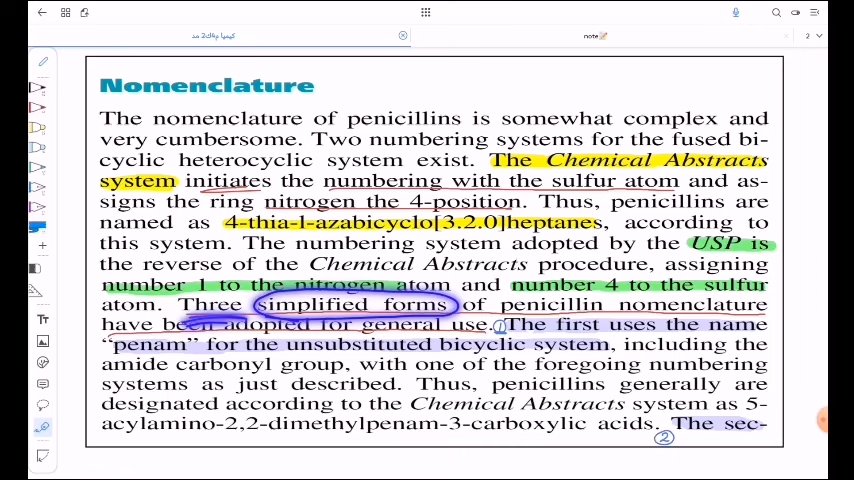 كيمياء 4م2ك مد
note📝
2
Nomenclature
The nomenclature of penicillins is somewhat complex and
very cumbersome. Two numbering systems for the fused bi-
cyclic heterocyclic system exist. The Chemical Abstracts
system initiates the numbering with the sulfur atom and as-
signs the ring nitrogen the 4-position. Thus, penicillins are
named as 4-thia-l-azabicyclo[3.2.0]heptanes, according to
this system. The numbering system adopted by the USP is
the reverse of the Chemical Abstracts procedure, assigning
number 1 to the nitrogen atom and number 4 to the sulfur
atom. Three simplified forms of penicillin nomenclature
have been adopted for general use. ① The first uses the name
“penam” for the unsubstituted bicyclic system, including the
amide carbonyl group, with one of the foregoing numbering
systems as just described. Thus, penicillins generally are
designated according to the Chemical Abstracts system as 5-
acylamino-2,2-dimethylpenam-3-carboxylic acids. The sec-
②
Tт